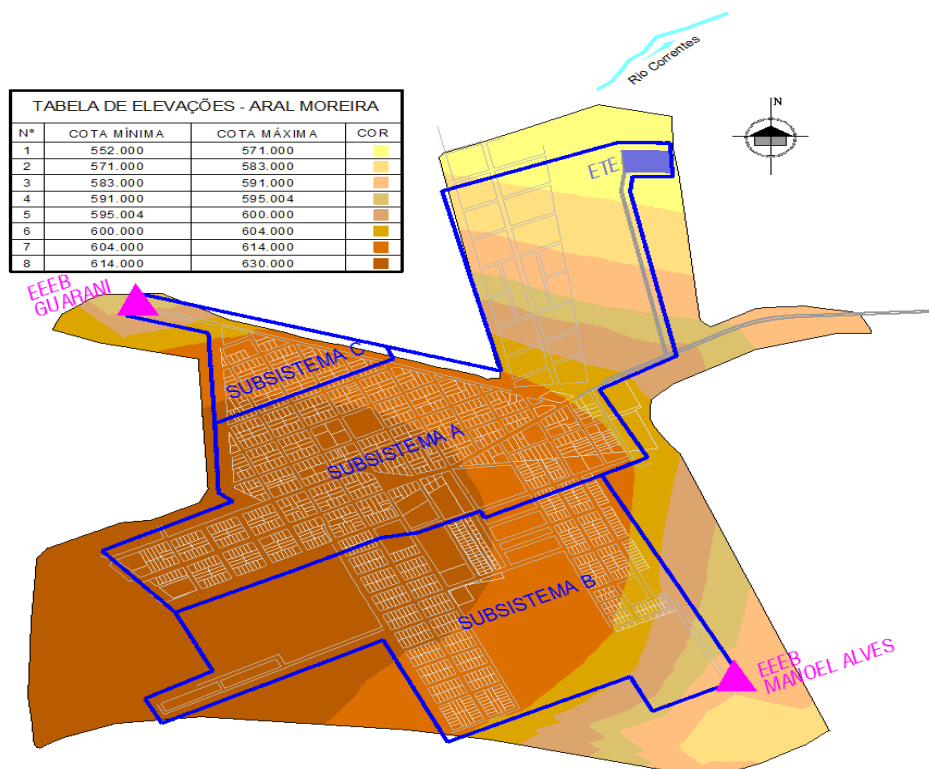 Rio Correntes
TABELA DE ELEVAÇÕES - ARAL MOREIRA
N° COTA MÍNIMA COTA MÁXIMA COR
1 552.000 571.000
2 571.000 583.000
3 583.000 591.000
4 591.000 595.004
5 595.004 600.000
6 600.000 604.000
7 604.000 614.000
8 614.000 630.000
N
ETE
EEEB
GUARANI
SUBSISTEMA C
SUBSISTEMA A
SUBSISTEMA B
EEEB
MANOEL ALVES